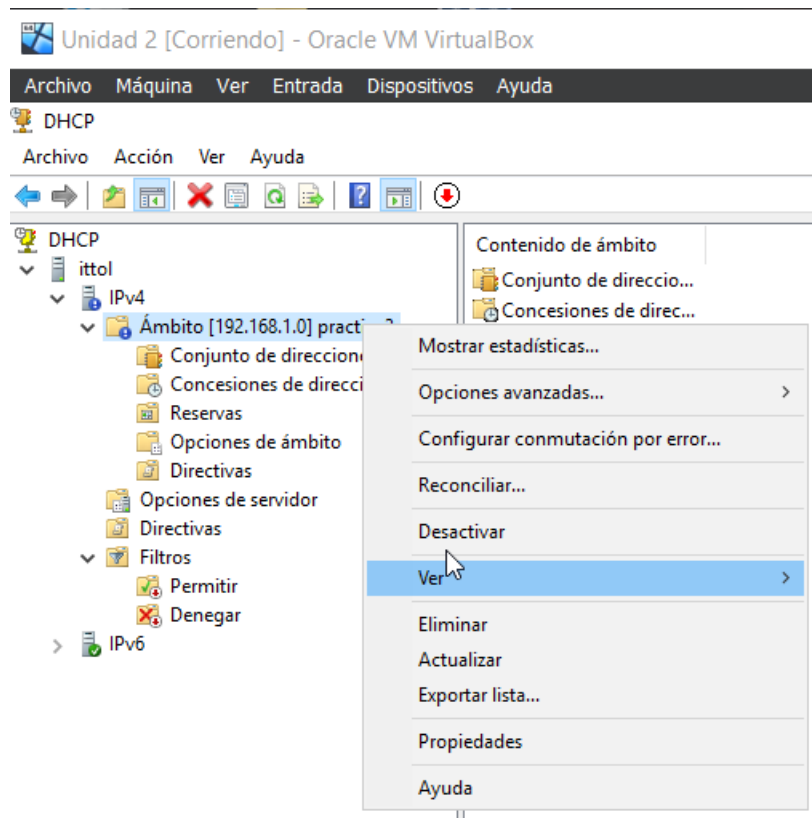 Unidad 2 [Corriendo] - Oracle VM VirtualBox
Archivo Máquina Ver Entrada Dispositivos Ayuda
DHCP
Archivo Acción Ver Ayuda
DHCP
ittol
IPv4
Ámbito [192.168.1.0]
Conjunto de direccion
Concesiones de direcci
Reservas
Opciones de ámbito
Directivas
Opciones de servidor
Directivas
Filtros
Permitir
Denegar
IPv6
Contenido de ámbito
Conjunto de direccio...
Concesiones de direc...
Mostrar estadísticas...
Opciones avanzadas...
Configurar conmutación por error...
Reconciliar...
Desactivar
Ver
Eliminar
Actualizar
Exportar lista...
Propiedades
Ayuda